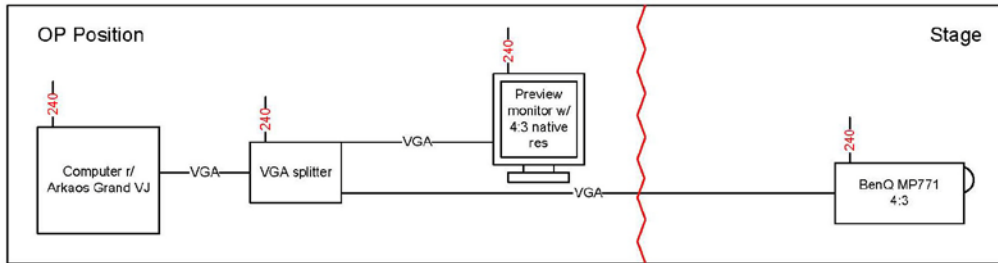 OP Position
Stage
240
240
240
240
Preview
monitor w/
4:3 native
res
VGA
Computer r/
Arkaos Grand VJ
VGA
VGA splitter
VGA
BenQ MP771
4:3